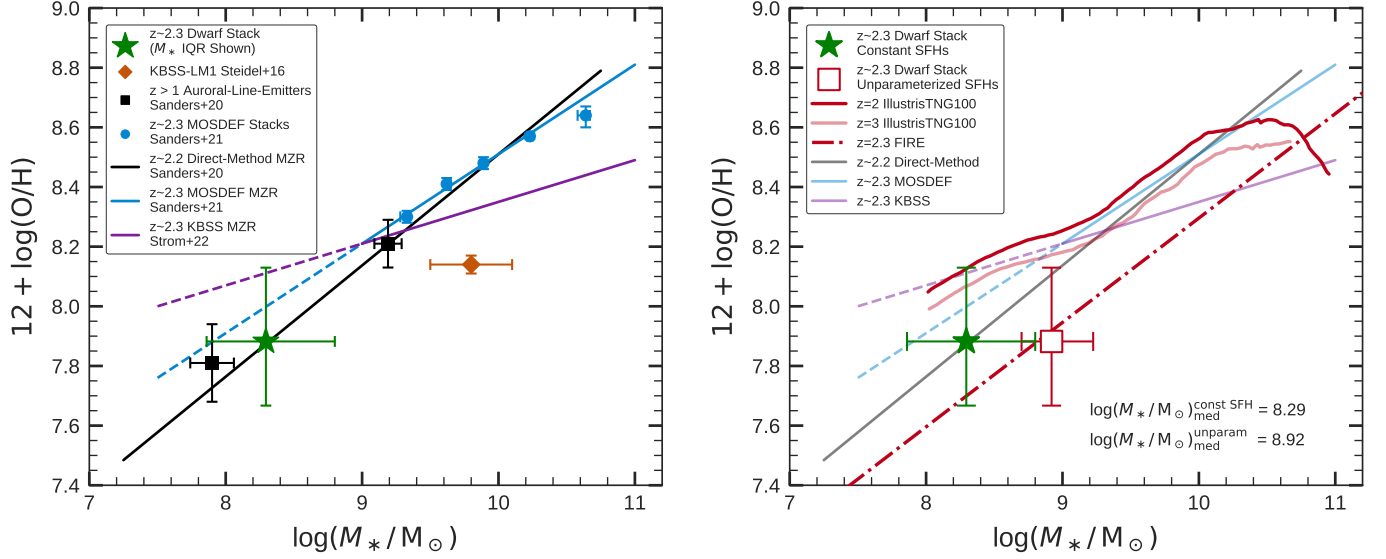 9.0
8.8
8.6
8.4
8.2
8.0
7.8
7.6
7.4
12 + log(O/H)
z~2.3 Dwarf Stack
(M∗ IQR Shown)
KBSS-LM1 Steidel+16
z > 1 Auroral-Line-Emitters
Sanders+20
z~2.3 MOSDEF Stacks
Sanders+21
z~2.2 Direct-Method MZR
Sanders+20
z~2.3 MOSDEF MZR
Sanders+21
z~2.3 KBSS MZR
Strom+22
7 8 9 10 11
log(M∗/M⊙)
9.0
8.8
8.6
8.4
8.2
8.0
7.8
7.6
7.4
12 + log(O/H)
z~2.3 Dwarf Stack
Constant SFHs
z~2.3 Dwarf Stack
Unparameterized SFHs
z=2 IllustrisTNG100
z=3 IllustrisTNG100
z=2.3 FIRE
z~2.2 Direct-Method
z~2.3 MOSDEF
z~2.3 KBSS
log(M∗/M⊙)med^const SFH = 8.29
log(M∗/M⊙)med^unparam = 8.92
7 8 9 10 11
log(M∗/M⊙)